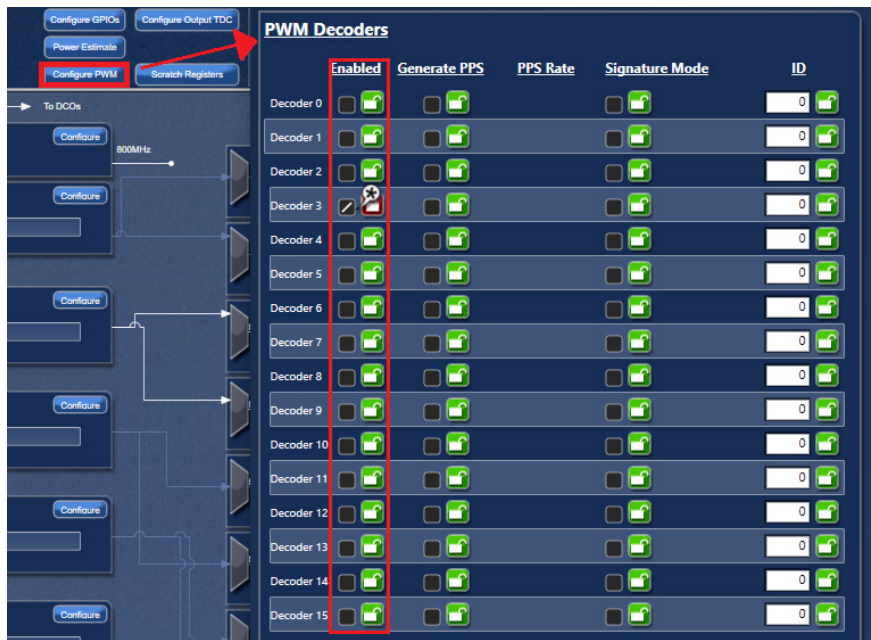 Configure GPIOs
Configure Output TDC
Power Estimate
Configure PWM
Scratch Registers
To DCOs
Configure
800MHz
Configure
Configure
Configure
Configure
Configure
PWM Decoders
Enabled Generate PPS PPS Rate Signature Mode ID
Decoder 0 0
Decoder 1 0
Decoder 2 0
Decoder 3 0
Decoder 4 0
Decoder 5 0
Decoder 6 0
Decoder 7 0
Decoder 8 0
Decoder 9 0
Decoder 10 0
Decoder 11 0
Decoder 12 0
Decoder 13 0
Decoder 14 0
Decoder 15 0